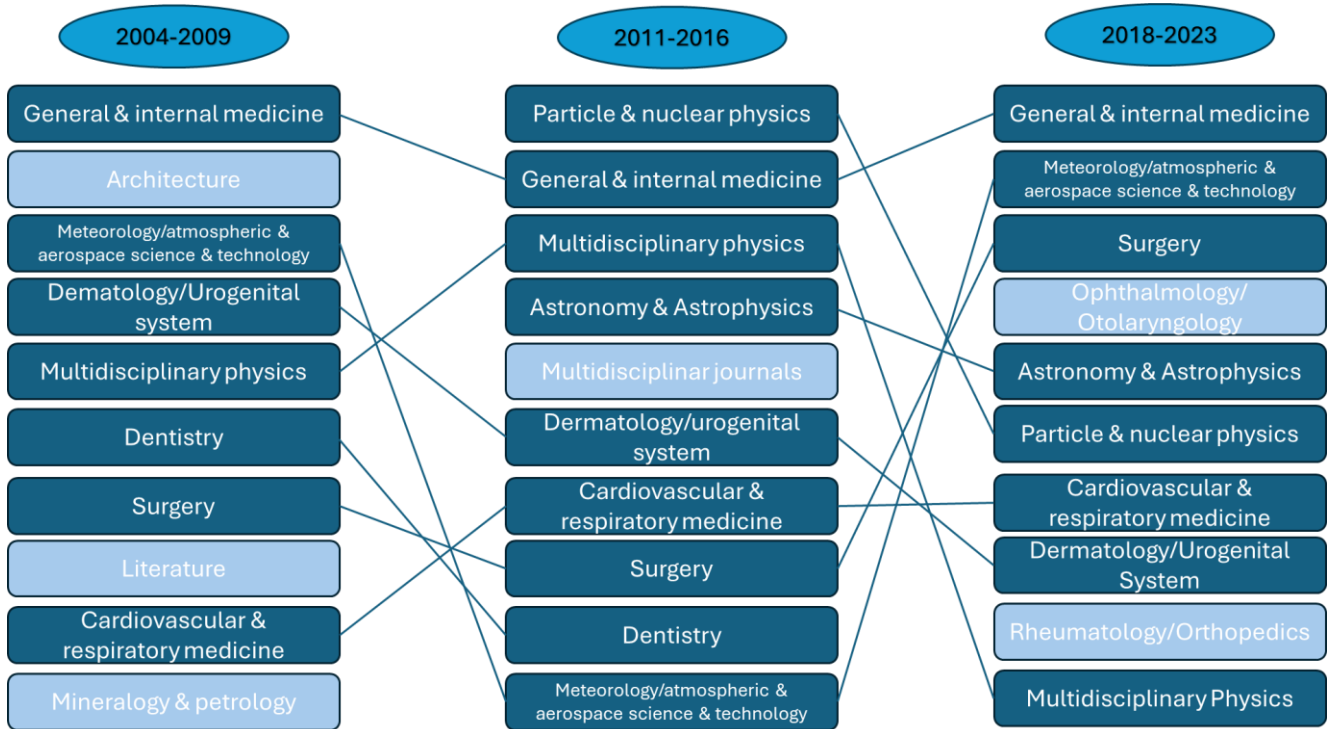 2004-2009
General & internal medicine
Architecture
Meteorology/atmospheric &
aerospace science & technology
Dematology/Urogenital
system
Multidisciplinary physics
Dentistry
Surgery
Literature
Cardiovascular &
respiratory medicine
Mineralogy & petrology
2011-2016
Particle & nuclear physics
General & internal medicine
Multidisciplinary physics
Astronomy & Astrophysics
Multidisciplinar journals
Dermatology/urogenital
system
Cardiovascular &
respiratory medicine
Surgery
Dentistry
Meteorology/atmospheric &
aerospace science & technology
2018-2023
General & internal medicine
Meteorology/atmospheric &
aerospace science & technology
Surgery
Ophthalmology/
Otolaryngology
Astronomy & Astrophysics
Particle & nuclear physics
Cardiovascular &
respiratory medicine
Dermatology/Urogenital
System
Rheumatology/Orthopedics
Multidisciplinary Physics